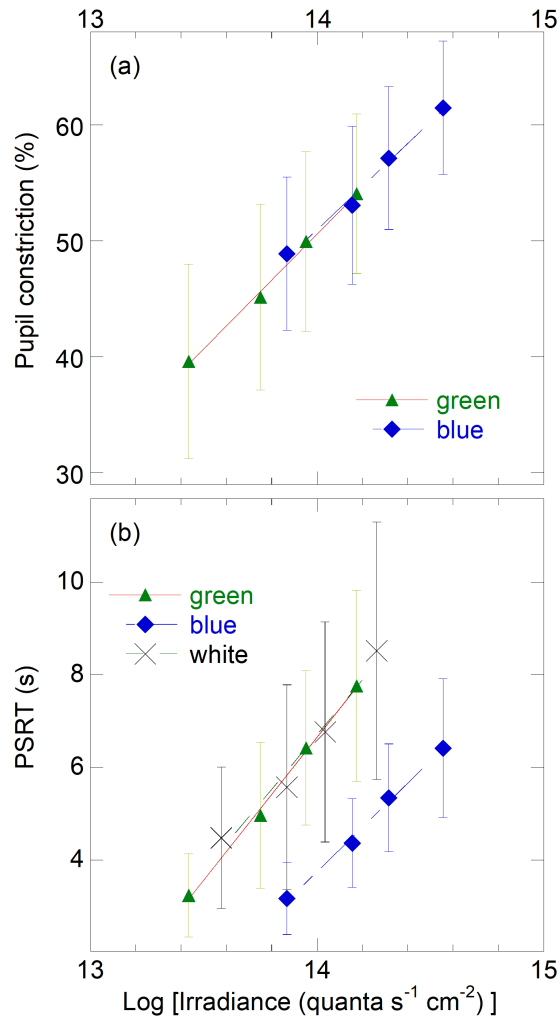 13 14 15
(a)
Pupil constriction (%)
60
50
40
30
green
blue
(b)
PSRT (s)
10
8
6
4
green
blue
white
13 14 15
Log [Irradiance (quanta s⁻¹ cm⁻²) ]